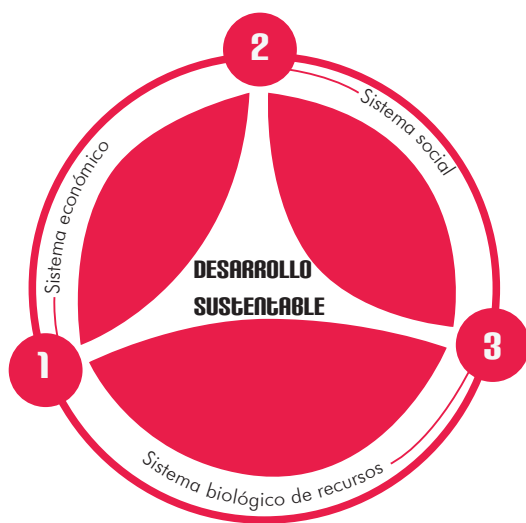 2
Sistema económico
Sistema social
DESARROLLO
SUSTENTABLE
1
3
Sistema biológico de recursos